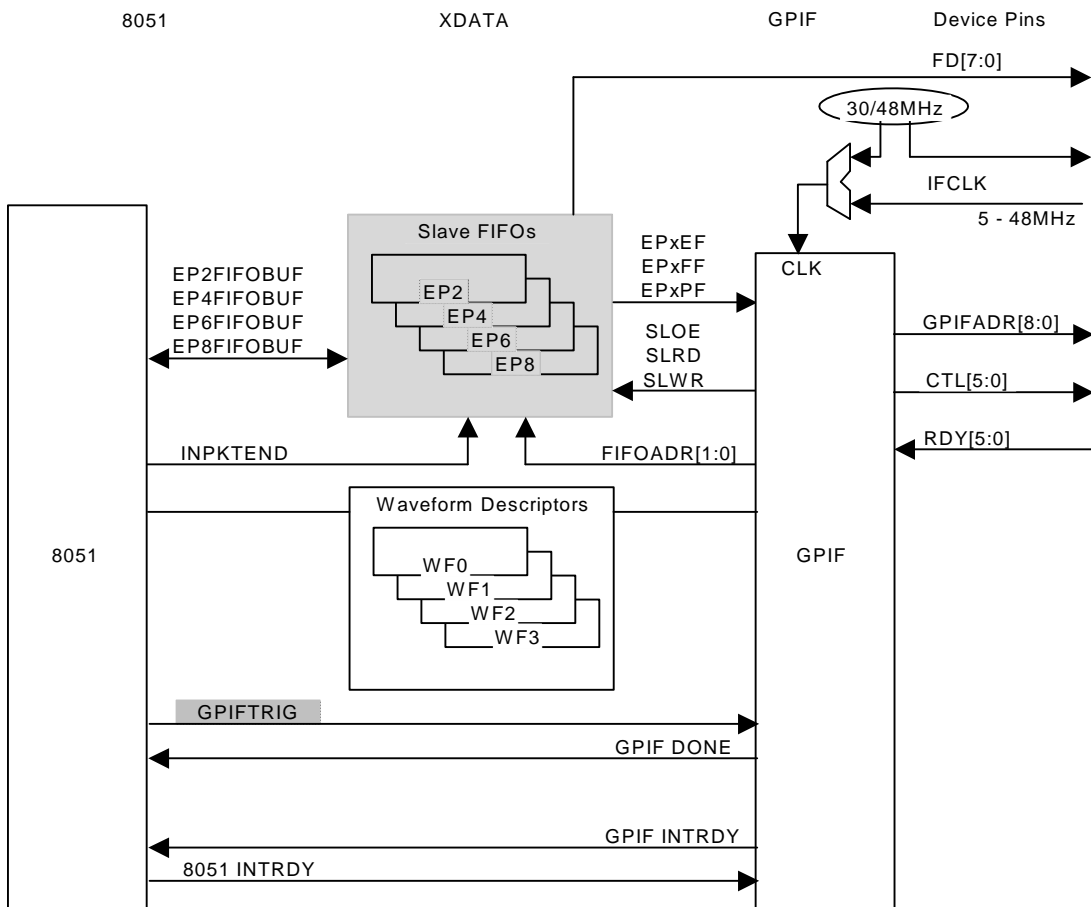 8051 XDATA GPIF Device Pins
FD[7:0]
30/48MHz
IFCLK
5 - 48MHz
Slave FIFOs
EP2
EP4
EP6
EP8
EP2FIFOBUF
EP4FIFOBUF
EP6FIFOBUF
EP8FIFOBUF
EPxEF
EPxFF
EPxPF
SLOE
SLRD
SLWR
CLK
GPIFADR[8:0]
CTL[5:0]
RDY[5:0]
INPKTEND
FIFOADR[1:0]
Waveform Descriptors
WF0
WF1
WF2
WF3
8051
GPIF
GPIFTRIG
GPIF DONE
GPIF INTRDY
8051 INTRDY